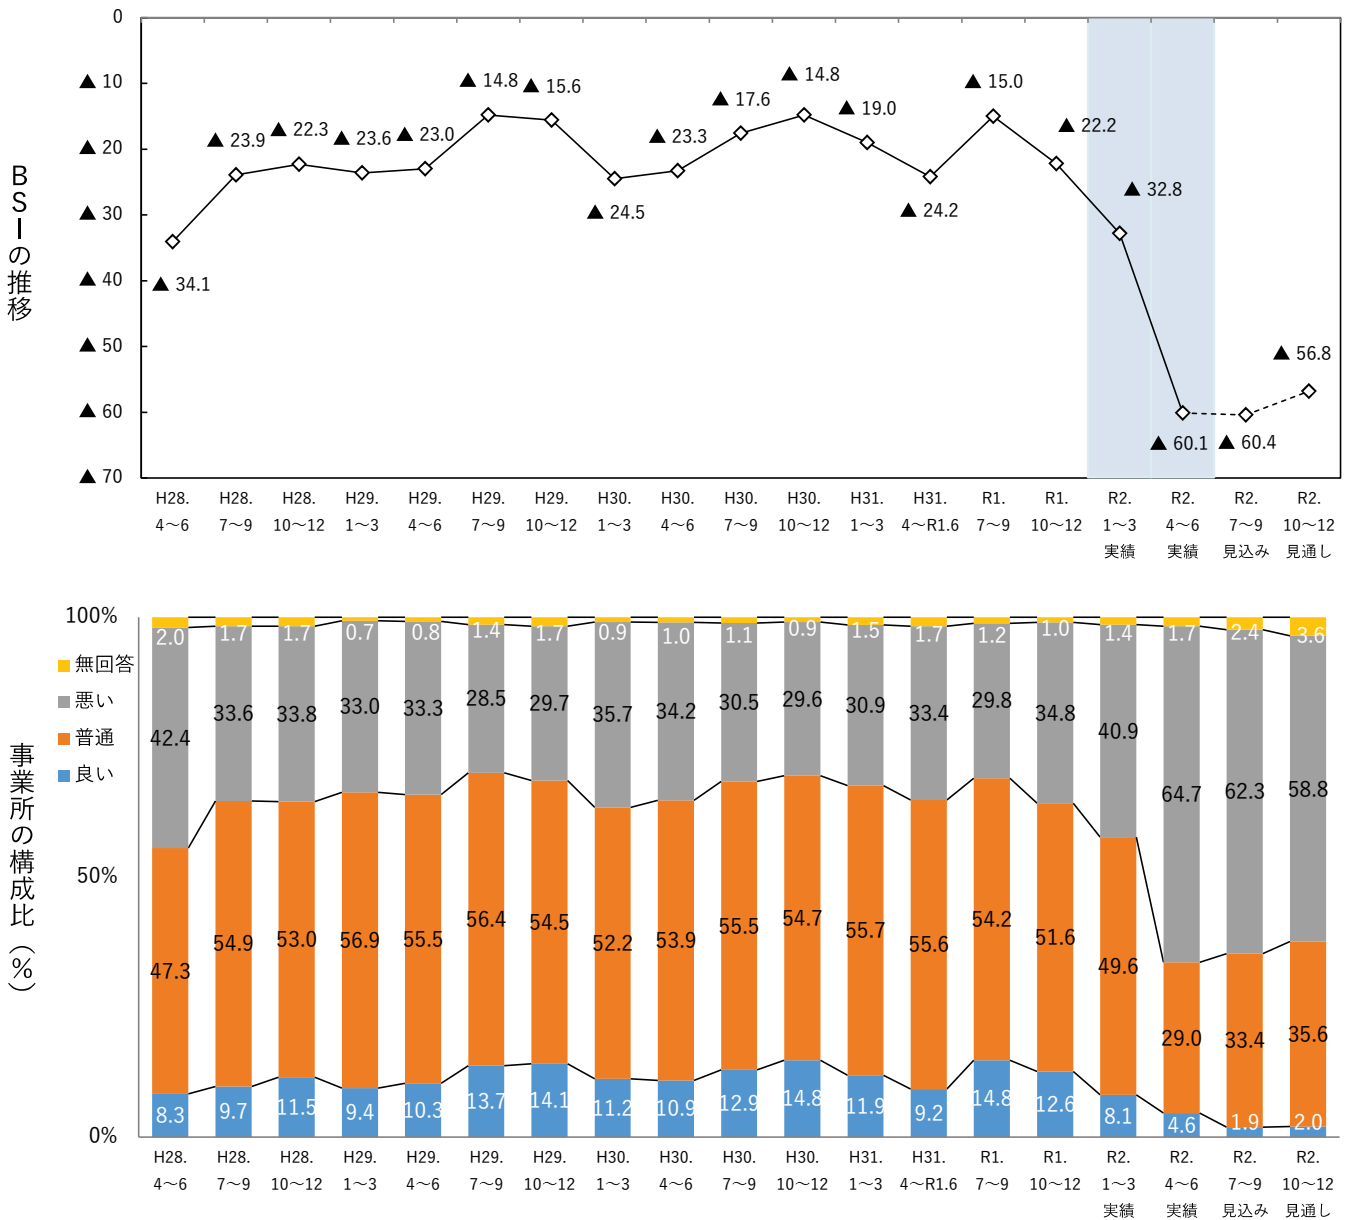 BSIの推移
0
▲ 10
▲ 20
▲ 30
▲ 40
▲ 50
▲ 60
▲ 70
▲ 34.1
▲ 23.9
▲ 22.3
▲ 23.6
▲ 23.0
▲ 14.8
▲ 15.6
▲ 24.5
▲ 23.3
▲ 17.6
▲ 14.8
▲ 19.0
▲ 24.2
▲ 15.0
▲ 22.2
▲ 32.8
▲ 60.1
▲ 60.4
▲ 56.8
H28. H28. H28. H29. H29. H29. H29. H30. H30. H30. H30. H31. H31. R1. R1. R2. R2. R2. R2.
4～6 7～9 10～12 1～3 4～6 7～9 10～12 1～3 4～6 7～9 10～12 1～3 4～R1.6 7～9 10～12 1～3 4～6 7～9 10～12
実績 実績 見込み 見通し
事業所の構成比（%）
100%
50%
0%
無回答
悪い
普通
良い
2.0 1.7 1.7 0.7 0.8 1.4 1.7 0.9 1.0 1.1 0.9 1.5 1.7 1.2 1.0 1.4 1.7 2.4 3.6
42.4 33.6 33.8 33.0 33.3 28.5 29.7 35.7 34.2 30.5 29.6 30.9 33.4 29.8 34.8 40.9 64.7 62.3 58.8
47.3 54.9 53.0 56.9 55.5 56.4 54.5 52.2 53.9 55.5 54.7 55.7 55.6 54.2 51.6 49.6 29.0 33.4 35.6
8.3 9.7 11.5 9.4 10.3 13.7 14.1 11.2 10.9 12.9 14.8 11.9 9.2 14.8 12.6 8.1 4.6 1.9 2.0
H28. H28. H28. H29. H29. H29. H29. H30. H30. H30. H30. H31. H31. R1. R1. R2. R2. R2. R2.
4～6 7～9 10～12 1～3 4～6 7～9 10～12 1～3 4～6 7～9 10～12 1～3 4～R1.6 7～9 10～12 1～3 4～6 7～9 10～12
実績 実績 見込み 見通し